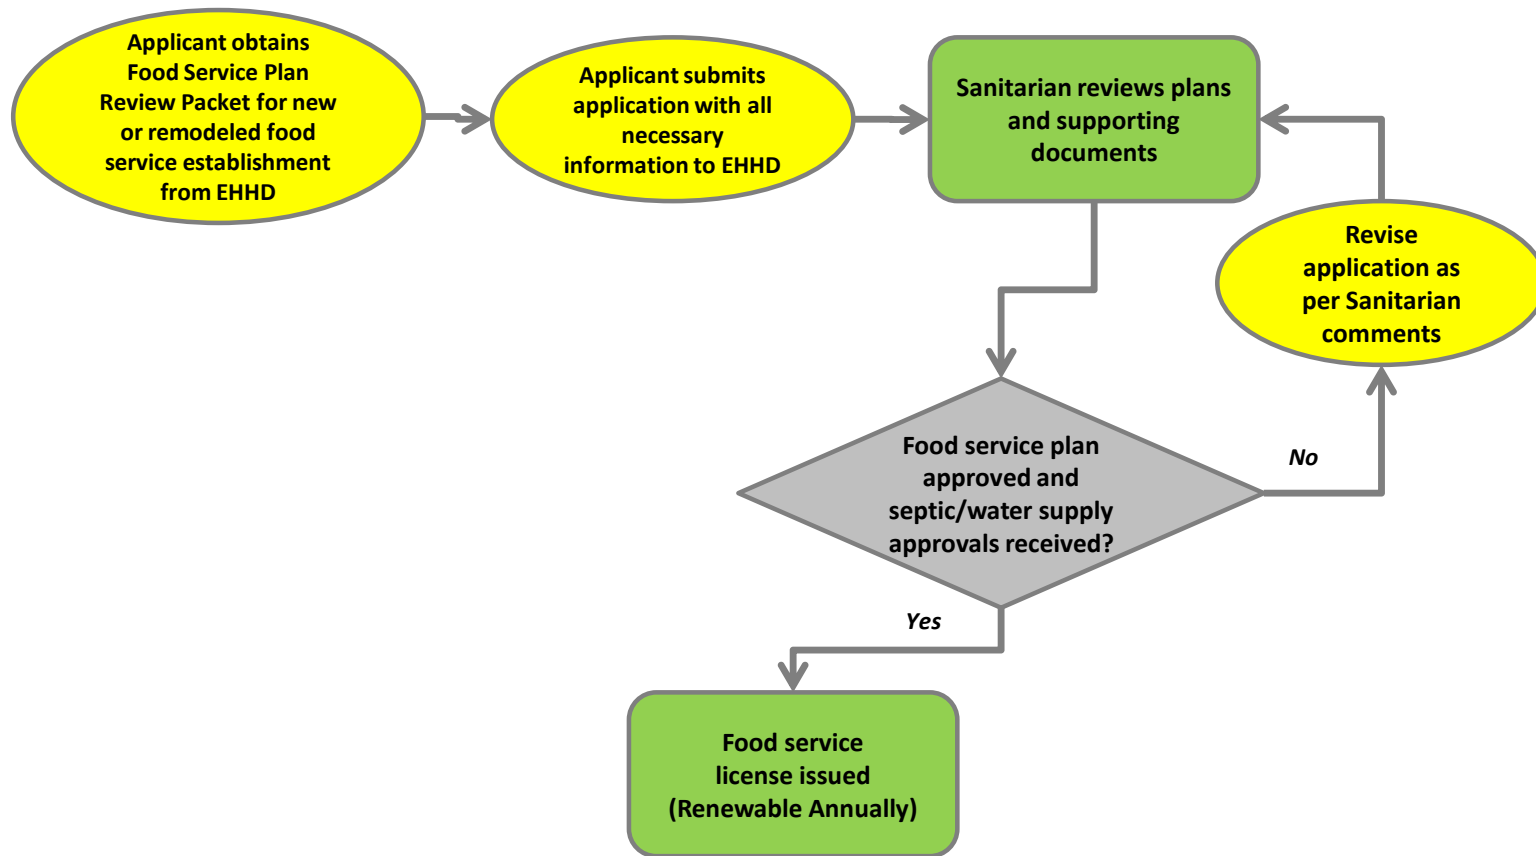 Applicant obtains
Food Service Plan
Review Packet for new
or remodeled food
service establishment
from EHHD
Applicant submits
application with all
necessary
information to EHHD
Sanitarian reviews plans
and supporting
documents
Revise
application as
per Sanitarian
comments
Food service plan
approved and
septic/water supply
approvals received?
No
Yes
Food service
license issued
(Renewable Annually)